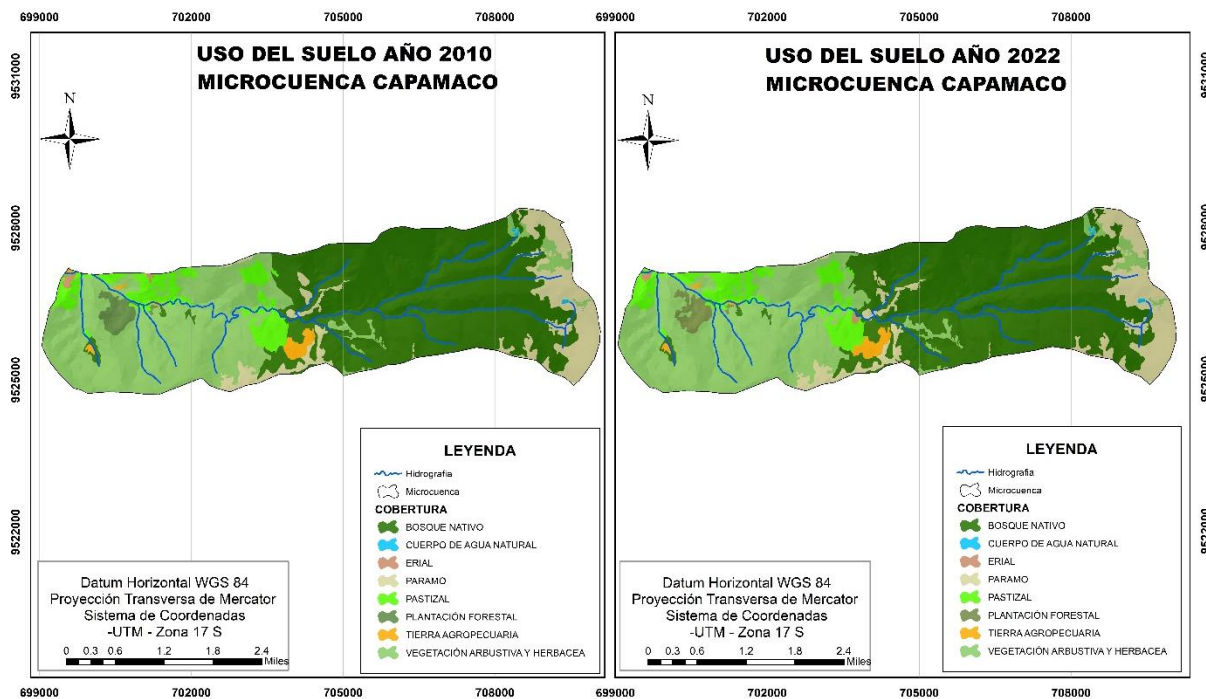 699000 702000 705000 708000 699000 702000 705000 708000
USO DEL SUELO AÑO 2010
MICROCUENCA CAPAMACO
N
9531000
9528000
9525000
9522000
LEYENDA
Hidrografia
Microcuenca
COBERTURA
BOSQUE NATIVO
CUERPO DE AGUA NATURAL
ERIAL
PARAMO
PASTIZAL
PLANTACIÓN FORESTAL
TIERRA AGROPECUARIA
VEGETACIÓN ARBUSTIVA Y HERBACEA
Datum Horizontal WGS 84
Proyección Transversa de Mercator
Sistema de Coordenadas
-UTM - Zona 17 S
0 0.3 0.6 1.2 1.8 2.4
Miles
USO DEL SUELO AÑO 2022
MICROCUENCA CAPAMACO
N
LEYENDA
Hidrografia
Microcuenca
COBERTURA
BOSQUE NATIVO
CUERPO DE AGUA NATURAL
ERIAL
PARAMO
PASTIZAL
PLANTACIÓN FORESTAL
TIERRA AGROPECUARIA
VEGETACIÓN ARBUSTIVA Y HERBACEA
Datum Horizontal WGS 84
Proyección Transversa de Mercator
Sistema de Coordenadas
-UTM - Zona 17 S
0 0.3 0.6 1.2 1.8 2.4
Miles
9531000
9528000
9525000
9522000
699000 702000 705000 708000 699000 702000 705000 708000